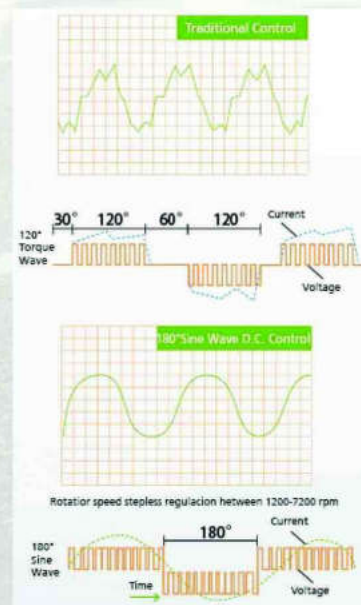 Traditional Control
30° 120° 60° 120°
Current
120°
Torque
Wave
Voltage
180°Sine Wave D.C. Control
Rotatior speed stepless regulacion hetween 1200-7200 rpm
180°
Current
180°
Sine
Wave
Time
Voltage